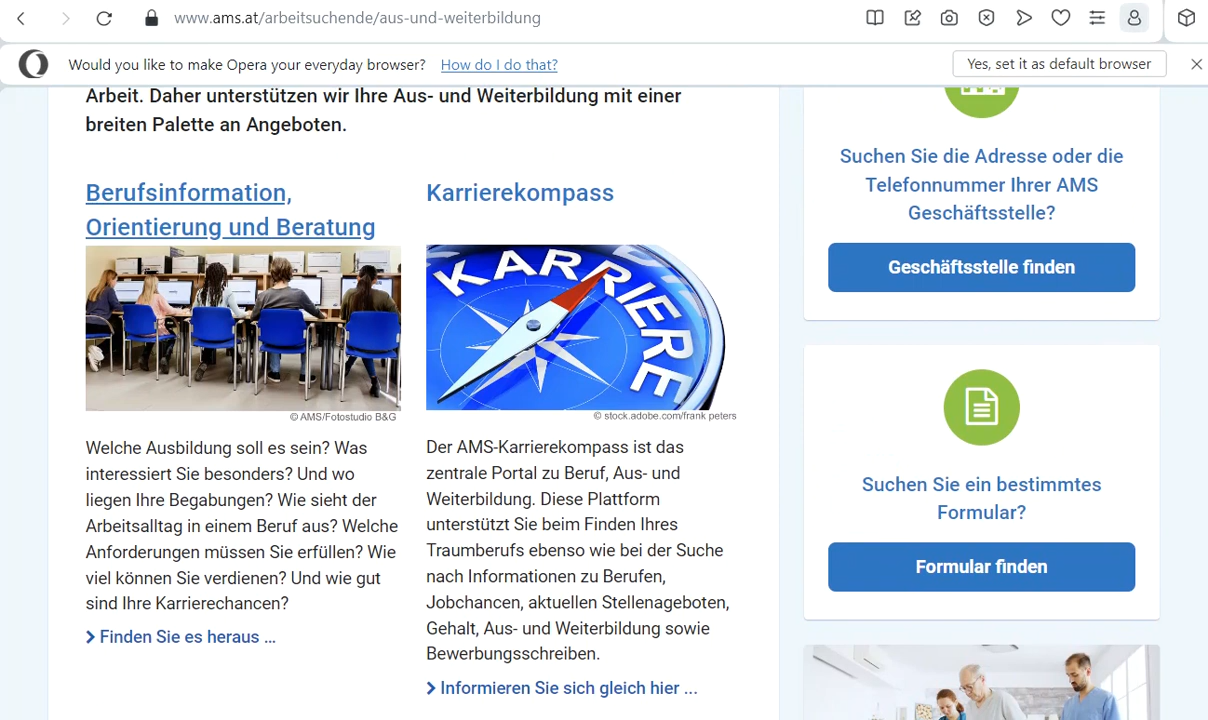 www.ams.at/arbeitsuchende/aus-und-weiterbildung
Would you like to make Opera your everyday browser? How do I do that?
Yes, set it as default browser
Arbeit. Daher unterstützen wir Ihre Aus- und Weiterbildung mit einer
breiten Palette an Angeboten.
Berufsinformation,
Orientierung und Beratung
© AMS/Fotostudio B&G
Welche Ausbildung soll es sein? Was
interessiert Sie besonders? Und wo
liegen Ihre Begabungen? Wie sieht der
Arbeitsalltag in einem Beruf aus? Welche
Anforderungen müssen Sie erfüllen? Wie
viel können Sie verdienen? Und wie gut
sind Ihre Karrierechancen?
Finden Sie es heraus ...
Karrierekompass
KARRIERE
© stock.adobe.com/frank peters
Der AMS-Karrierekompass ist das
zentrale Portal zu Beruf, Aus- und
Weiterbildung. Diese Plattform
unterstützt Sie beim Finden Ihres
Traumberufs ebenso wie bei der Suche
nach Informationen zu Berufen,
Jobchancen, aktuellen Stellenageboten,
Gehalt, Aus- und Weiterbildung sowie
Bewerbungsschreiben.
Informieren Sie sich gleich hier ...
Suchen Sie die Adresse oder die
Telefonnummer Ihrer AMS
Geschäftsstelle?
Geschäftsstelle finden
Suchen Sie ein bestimmtes
Formular?
Formular finden